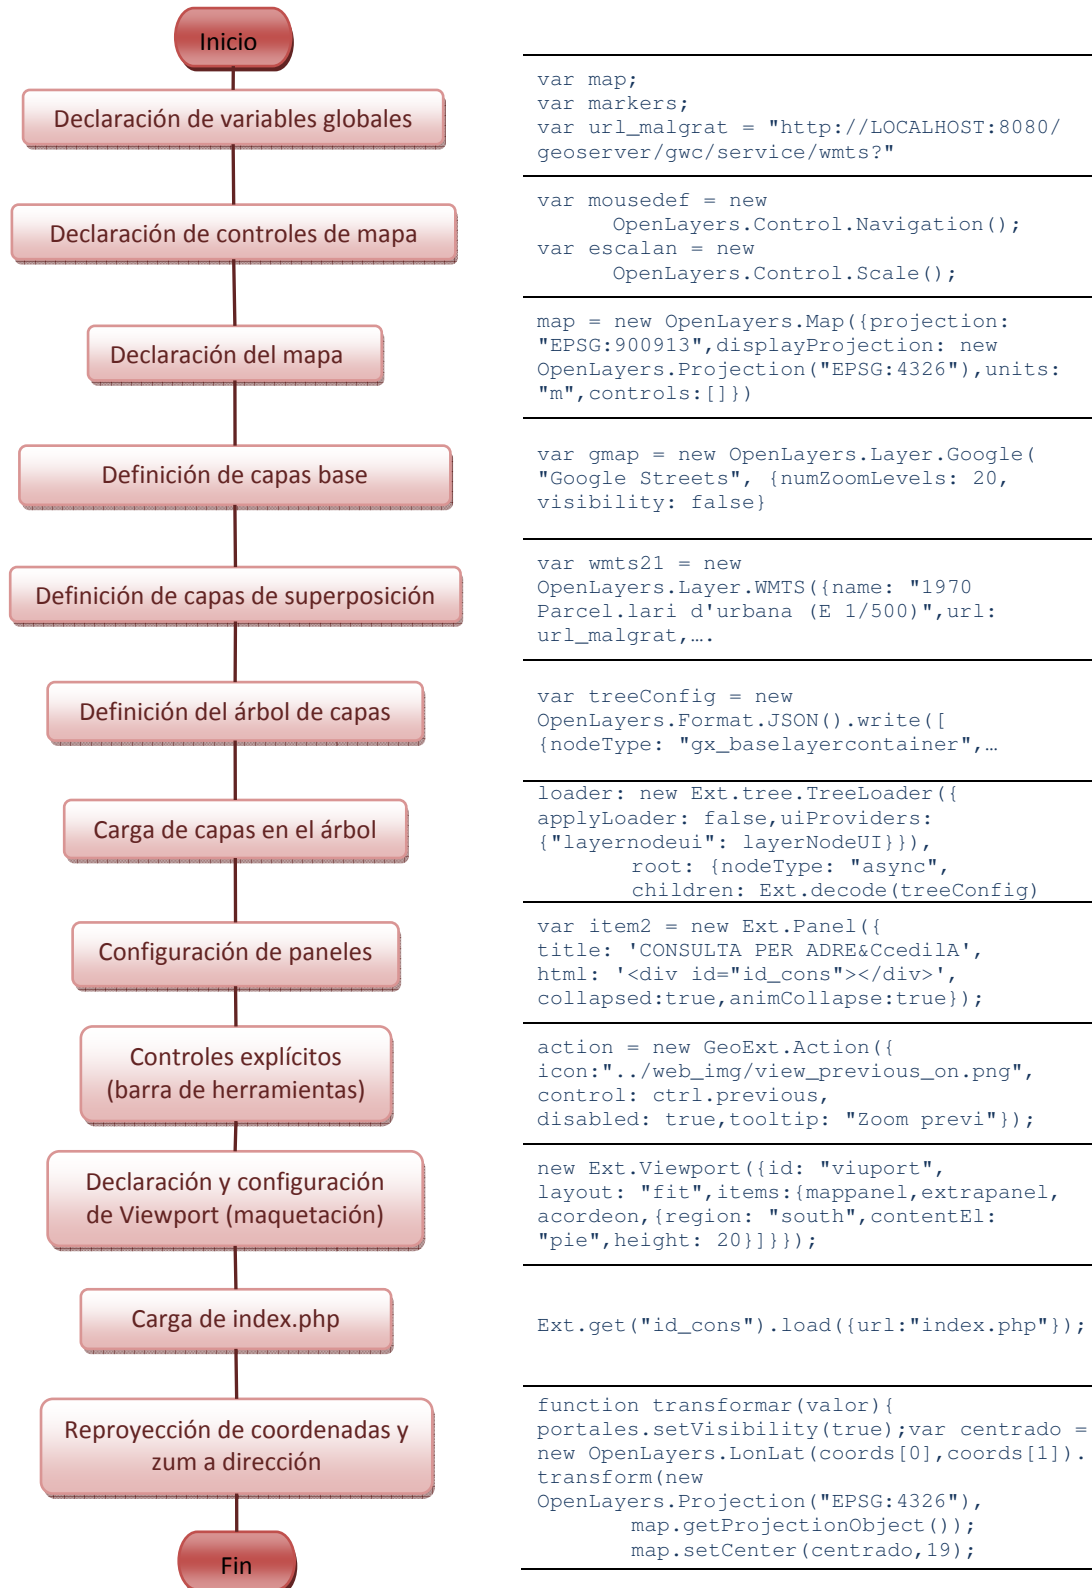 Inicio
Declaración de variables globales
var map;
var markers;
var url_malgrat = "http://LOCALHOST:8080/
geoserver/gwc/service/wmts?"
Declaración de controles de mapa
var mousedef = new
OpenLayers.Control.Navigation();
var escalan = new
OpenLayers.Control.Scale();
Declaración del mapa
map = new OpenLayers.Map({projection:
"EPSG:900913",displayProjection: new
OpenLayers.Projection("EPSG:4326"),units:
"m",controls:[]})
Definición de capas base
var gmap = new OpenLayers.Layer.Google(
"Google Streets", {numZoomLevels: 20,
visibility: false}
Definición de capas de superposición
var wmts21 = new
OpenLayers.Layer.WMTS({name: "1970
Parcel.lari d'urbana (E 1/500)",url:
url_malgrat,….
Definición del árbol de capas
var treeConfig = new
OpenLayers.Format.JSON().write([
{nodeType: "gx_baselayercontainer",…
Carga de capas en el árbol
loader: new Ext.tree.TreeLoader({
applyLoader: false,uiProviders:
{"layernodeui": layerNodeUI}}),
root: {nodeType: "async",
children: Ext.decode(treeConfig)
Configuración de paneles
var item2 = new Ext.Panel({
title: 'CONSULTA PER ADRE&CcedilA',
html: '<div id="id_cons"></div>',
collapsed:true,animCollapse:true});
Controles explícitos
(barra de herramientas)
action = new GeoExt.Action({
icon:"../web_img/view_previous_on.png",
control: ctrl.previous,
disabled: true,tooltip: "Zoom previ"});
Declaración y configuración
de Viewport (maquetación)
new Ext.Viewport({id: "viuport",
layout: "fit",items:{mappanel,extrapanel,
acordeon,{region: "south",contentEl:
"pie",height: 20}]}});
Carga de index.php
Ext.get("id_cons").load({url:"index.php"});
Reproyección de coordenadas y
zum a dirección
function transformar(valor){
portales.setVisibility(true);var centrado =
new OpenLayers.LonLat(coords[0],coords[1]).
transform(new
OpenLayers.Projection("EPSG:4326"),
map.getProjectionObject());
map.setCenter(centrado,19);
Fin